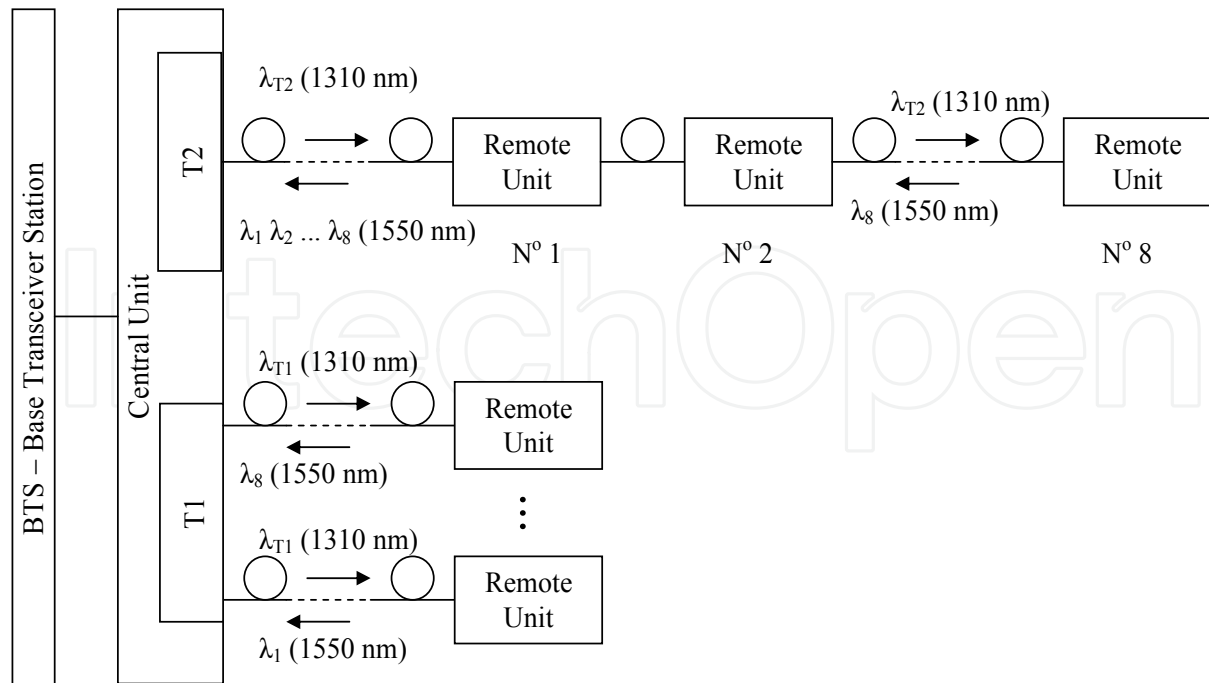 BTS – Base Transceiver Station
Central Unit
T2
λT2 (1310 nm)
λ1 λ2 ... λ8 (1550 nm)
Remote
Unit
Nº 1
Remote
Unit
Nº 2
λT2 (1310 nm)
λ8 (1550 nm)
Remote
Unit
Nº 8
IntechOpen
T1
λT1 (1310 nm)
λ8 (1550 nm)
Remote
Unit
λT1 (1310 nm)
λ1 (1550 nm)
Remote
Unit